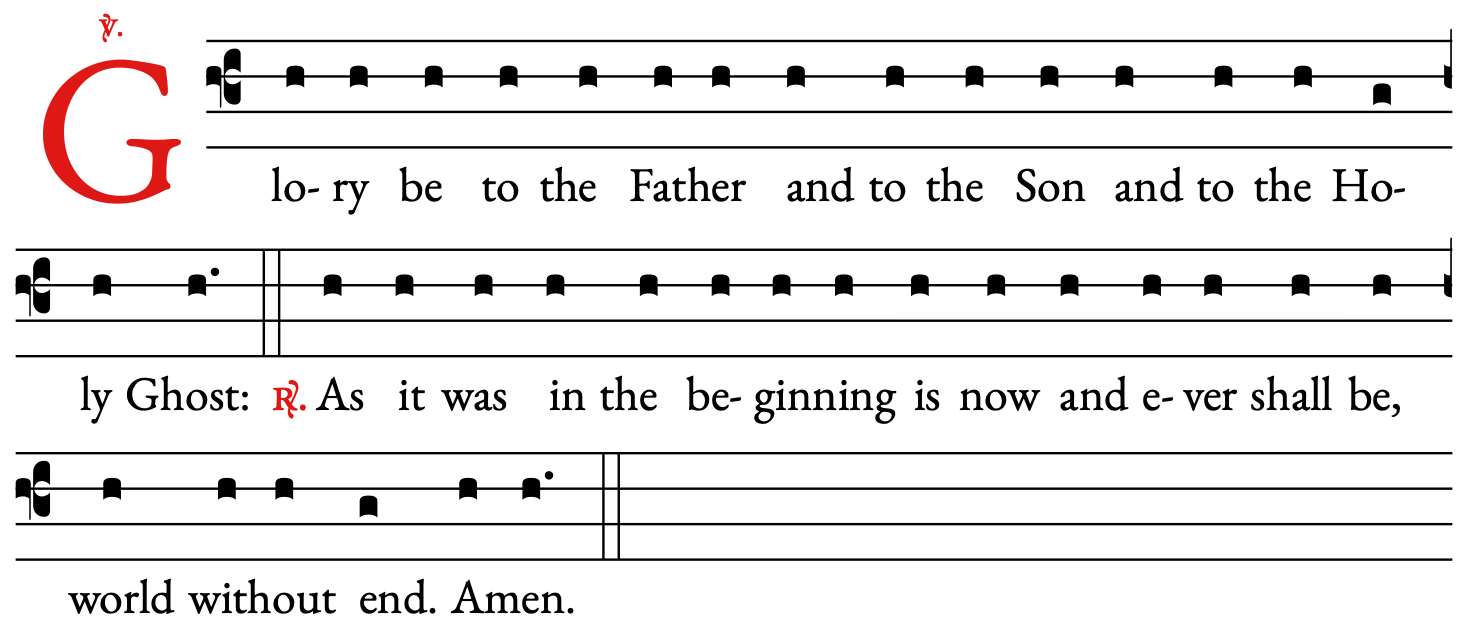 ℣.
Glo- ry be to the Father and to the Son and to the Ho-
ly Ghost: ℟. As it was in the be- ginning is now and e- ver shall be,
world without end. Amen.